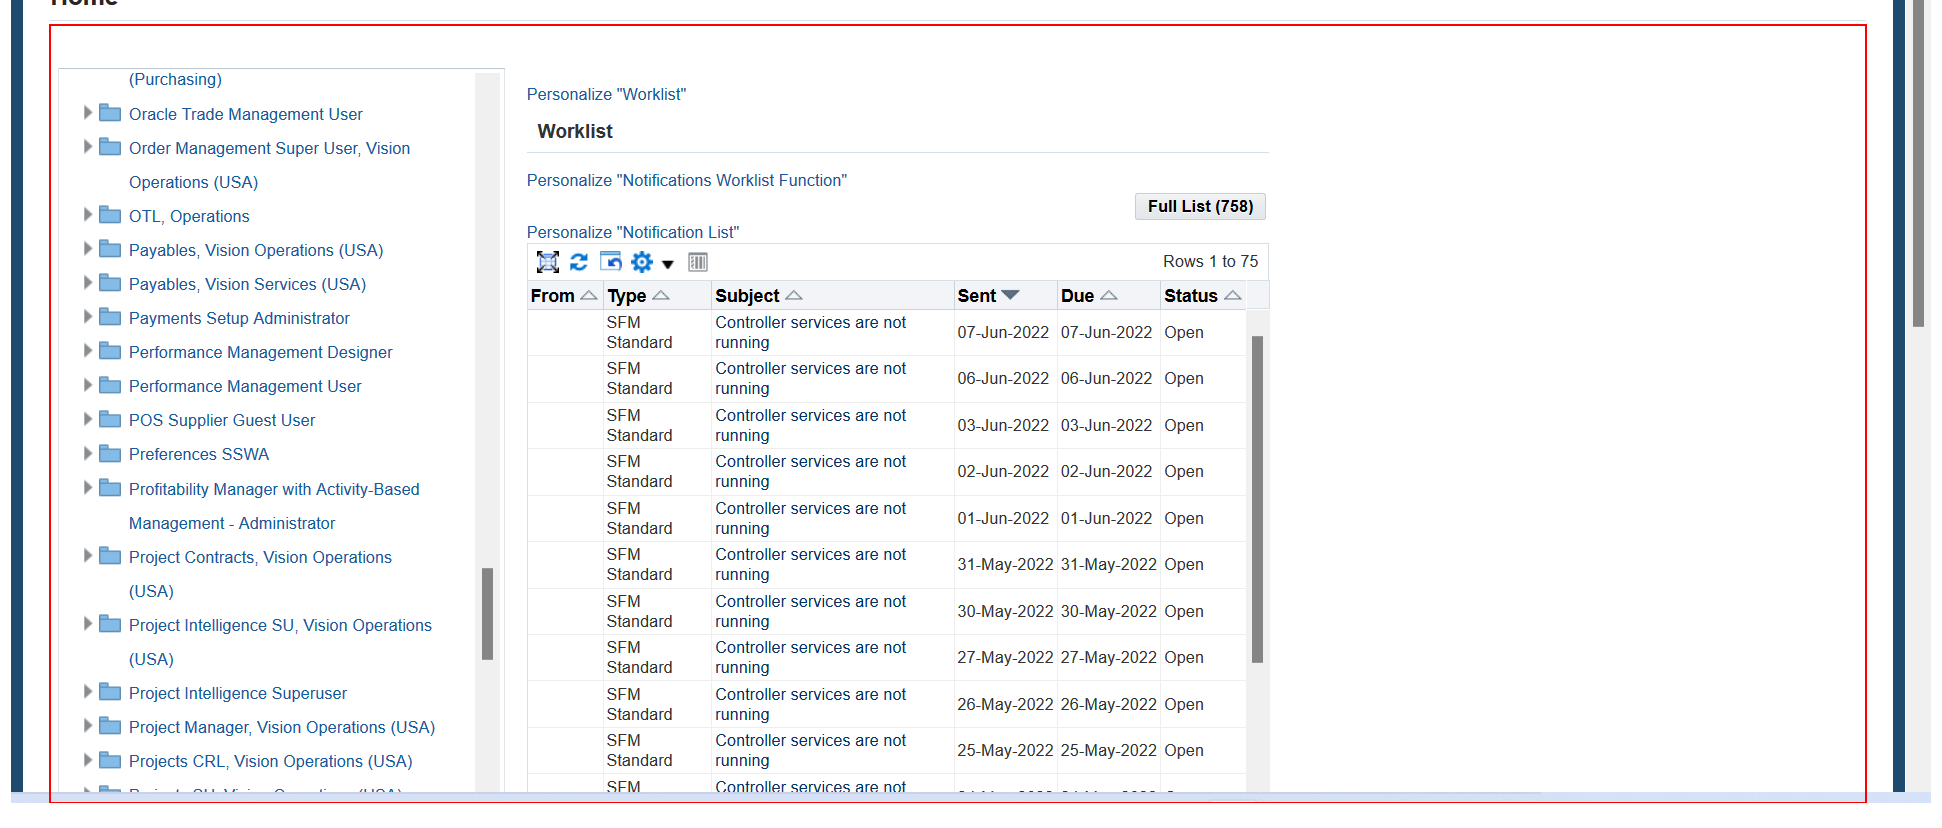 Home
(Purchasing)
Oracle Trade Management User
Order Management Super User, Vision
Operations (USA)
OTL, Operations
Payables, Vision Operations (USA)
Payables, Vision Services (USA)
Payments Setup Administrator
Performance Management Designer
Performance Management User
POS Supplier Guest User
Preferences SSWA
Profitability Manager with Activity-Based
Management - Administrator
Project Contracts, Vision Operations
(USA)
Project Intelligence SU, Vision Operations
(USA)
Project Intelligence Superuser
Project Manager, Vision Operations (USA)
Projects CRL, Vision Operations (USA)
Personalize "Worklist"
Worklist
Personalize "Notifications Worklist Function"
Full List (758)
Personalize "Notification List"
Rows 1 to 75
From Type Subject Sent Due Status
SFM Controller services are not
Standard running 07-Jun-2022 07-Jun-2022 Open
SFM Controller services are not
Standard running 06-Jun-2022 06-Jun-2022 Open
SFM Controller services are not
Standard running 03-Jun-2022 03-Jun-2022 Open
SFM Controller services are not
Standard running 02-Jun-2022 02-Jun-2022 Open
SFM Controller services are not
Standard running 01-Jun-2022 01-Jun-2022 Open
SFM Controller services are not
Standard running 31-May-2022 31-May-2022 Open
SFM Controller services are not
Standard running 30-May-2022 30-May-2022 Open
SFM Controller services are not
Standard running 27-May-2022 27-May-2022 Open
SFM Controller services are not
Standard running 26-May-2022 26-May-2022 Open
SFM Controller services are not
Standard running 25-May-2022 25-May-2022 Open
SFM Controller services are not